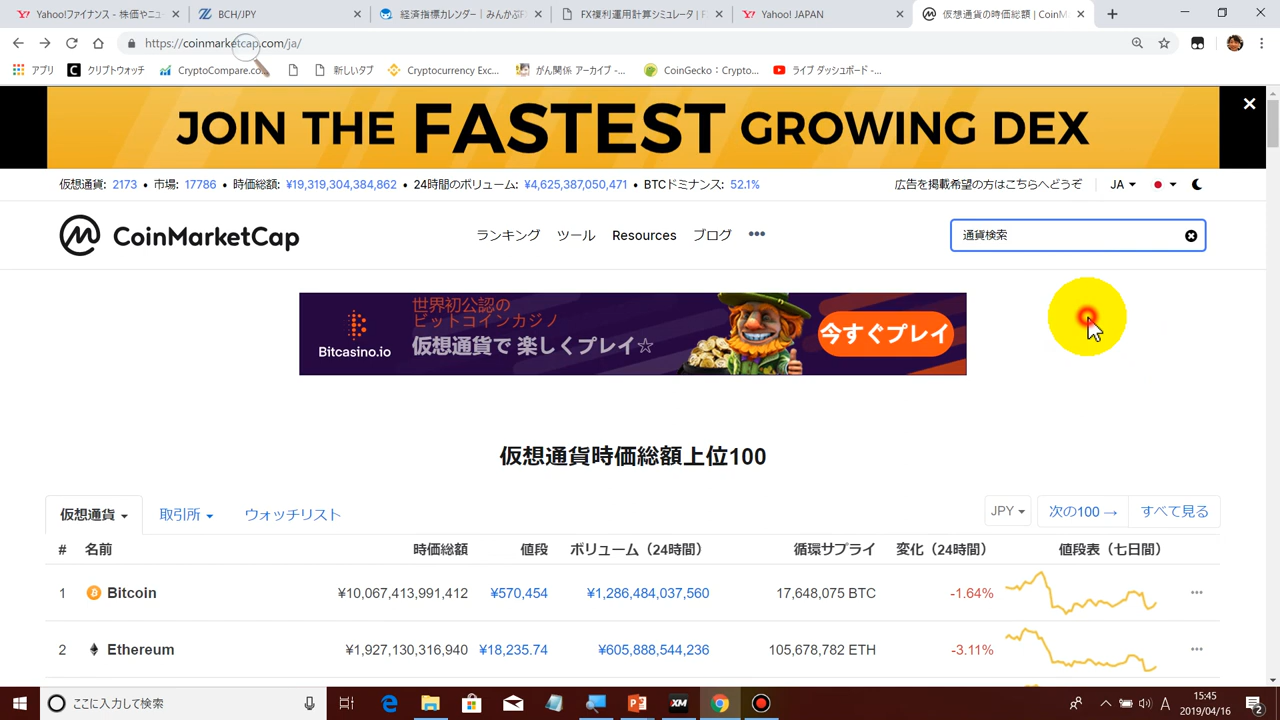 Yahoo!ファイナンス - 株価やニュ
BCH/JPY
経済指標カレンダー | みんかぶF
FX複利運用計算シミュレータ | F
Yahoo! JAPAN
仮想通貨の時価総額 | CoinM
https://coinmarketcap.com/ja/
アプリ
クリプトウォッチ
CryptoCompare.co...
新しいタブ
Cryptocurrency Exc...
がん関係 アーカイブ - ...
CoinGecko：Crypto...
ライブ ダッシュボード - ...
JOIN THE FASTEST GROWING DEX
仮想通貨: 2173 • 市場: 17786 • 時価総額: ¥19,319,304,384,862 • 24時間のボリューム: ¥4,625,387,050,471 • BTCドミナンス: 52.1%
広告を掲載希望の方はこちらへどうぞ
JA
CoinMarketCap
ランキング ツール Resources ブログ •••
通貨検索
Bitcasino.io
世界初公認の
ビットコインカジノ
仮想通貨で 楽しくプレイ☆
今すぐプレイ
仮想通貨時価総額上位100
仮想通貨 取引所 ウォッチリスト
JPY 次の100 → すべて見る
# 名前 時価総額 値段 ボリューム（24時間） 循環サプライ 変化（24時間） 値段表（七日間）
1 Bitcoin ¥10,067,413,991,412 ¥570,454 ¥1,286,484,037,560 17,648,075 BTC -1.64%
2 Ethereum ¥1,927,130,316,940 ¥18,235.74 ¥605,888,544,236 105,678,782 ETH -3.11%
ここに入力して検索
XM
A
15:45
2019/04/16
2